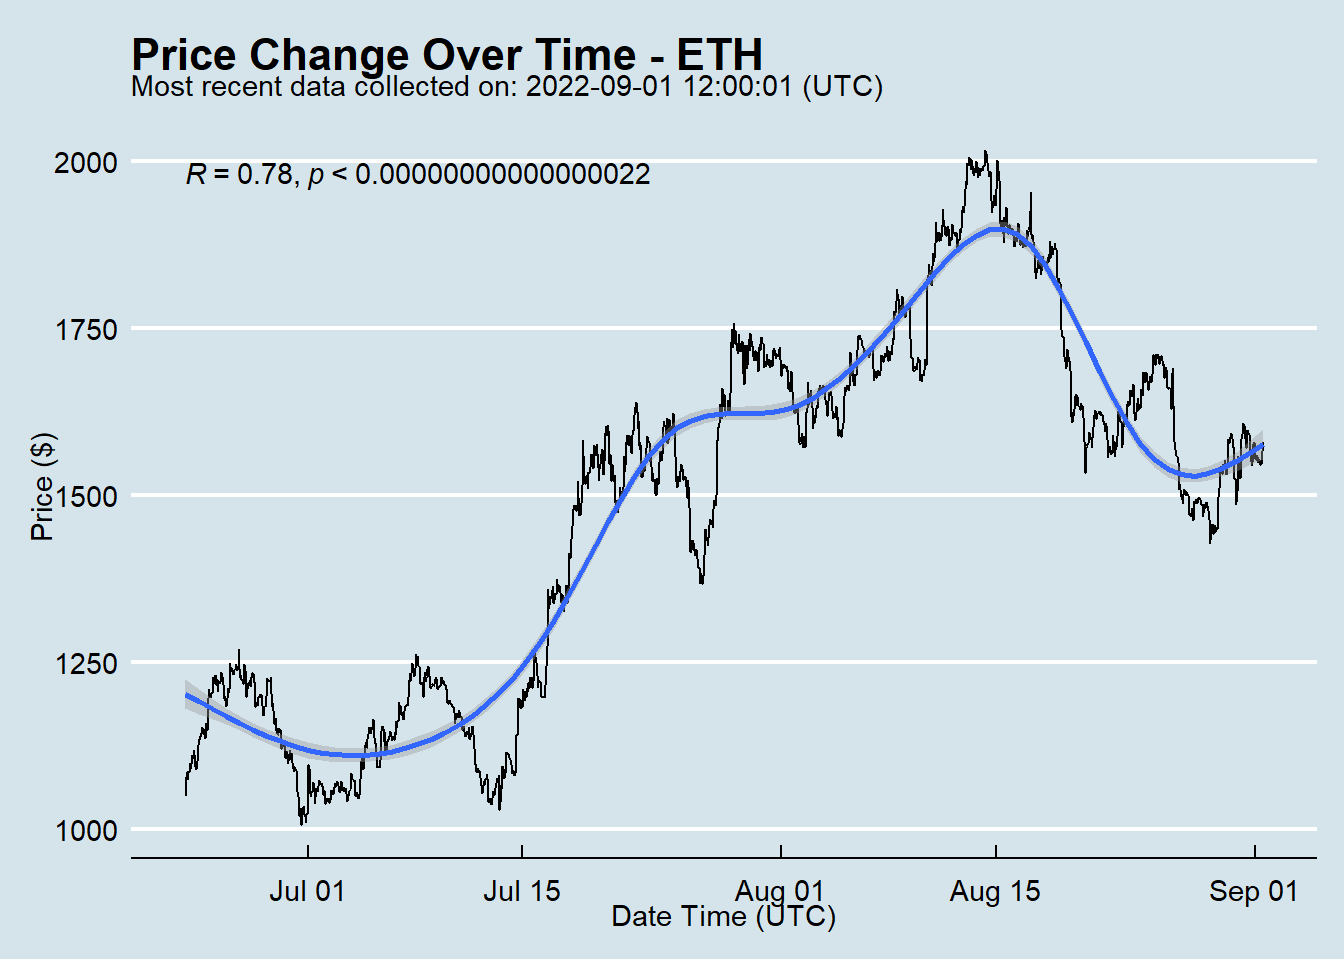 Price Change Over Time - ETH
Most recent data collected on: 2022-09-01 12:00:01 (UTC)
R = 0.78, p < 0.00000000000000022
2000
1750
1500
1250
1000
Price ($)
Jul 01
Jul 15
Aug 01
Aug 15
Sep 01
Date Time (UTC)